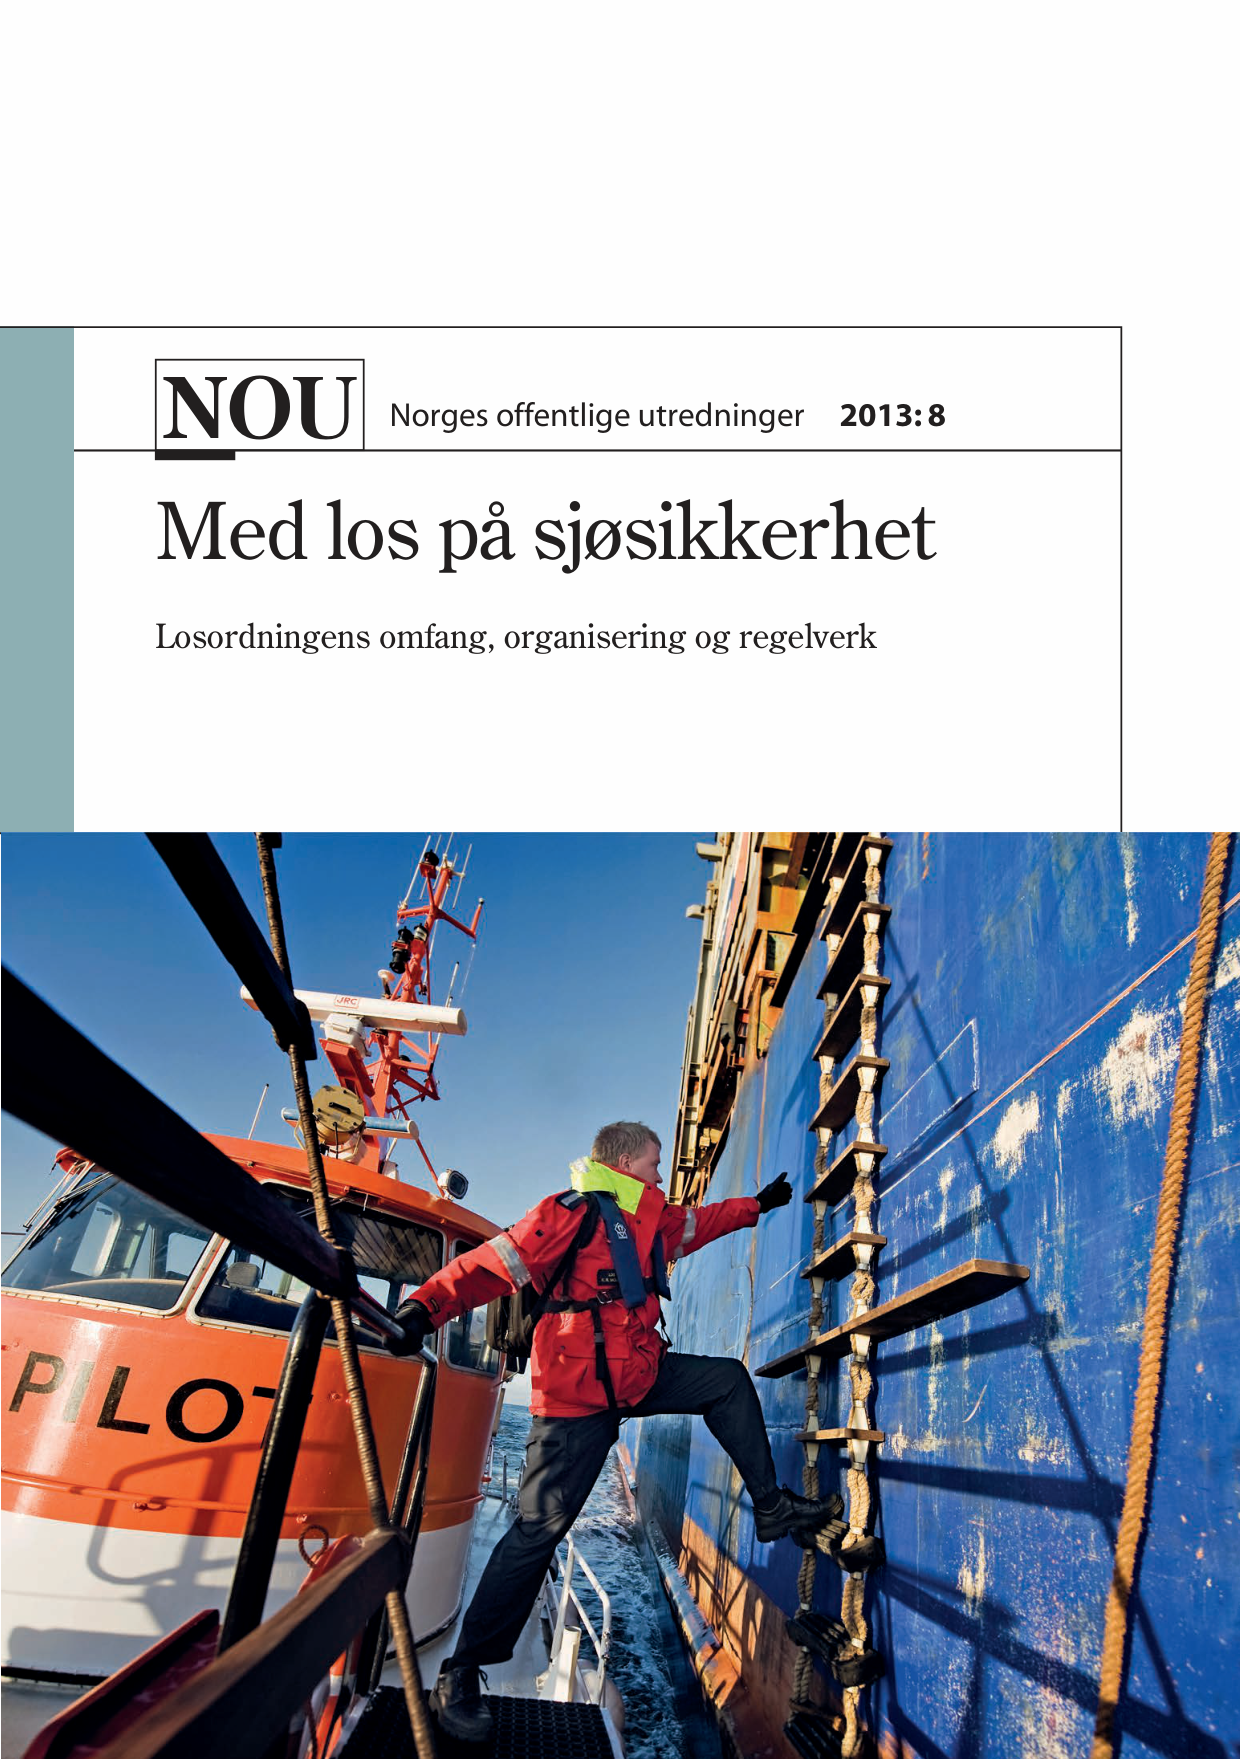 NOU
Norges offentlige utredninger 2013: 8
Med los på sjøsikkerhet
Losordningens omfang, organisering og regelverk
JRC
PILOT